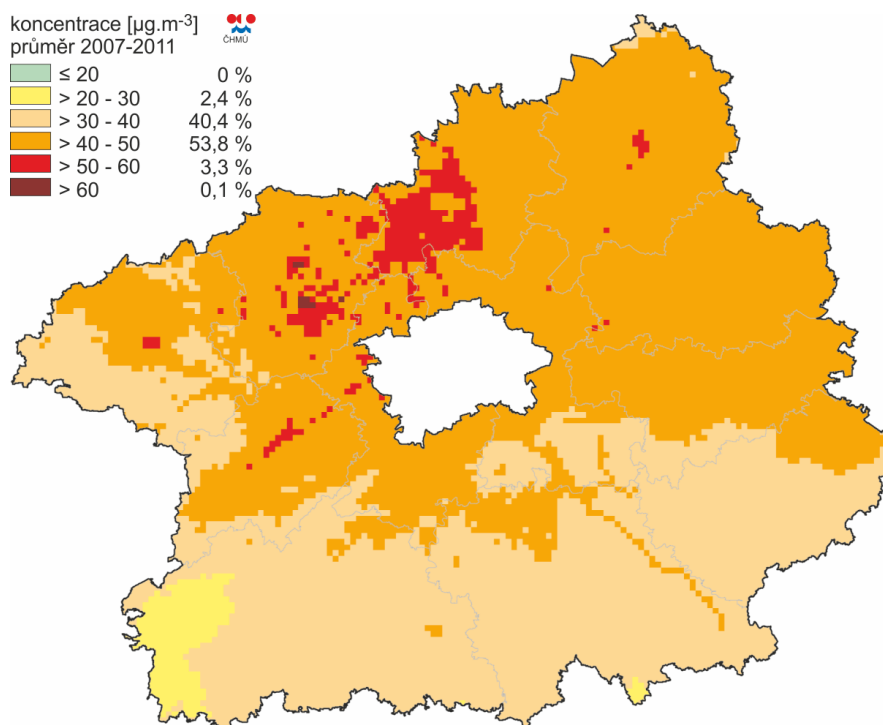 koncentrace [µg.m-3]
průměr 2007-2011
ČHMÚ
≤ 20 0 %
> 20 - 30 2,4 %
> 30 - 40 40,4 %
> 40 - 50 53,8 %
> 50 - 60 3,3 %
> 60 0,1 %